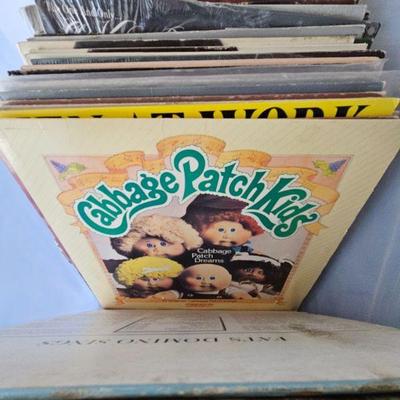 MEN AT WORK
Cabbage Patch Kids
Cabbage
Patch
Dreams
FATS DOMINO SINGS